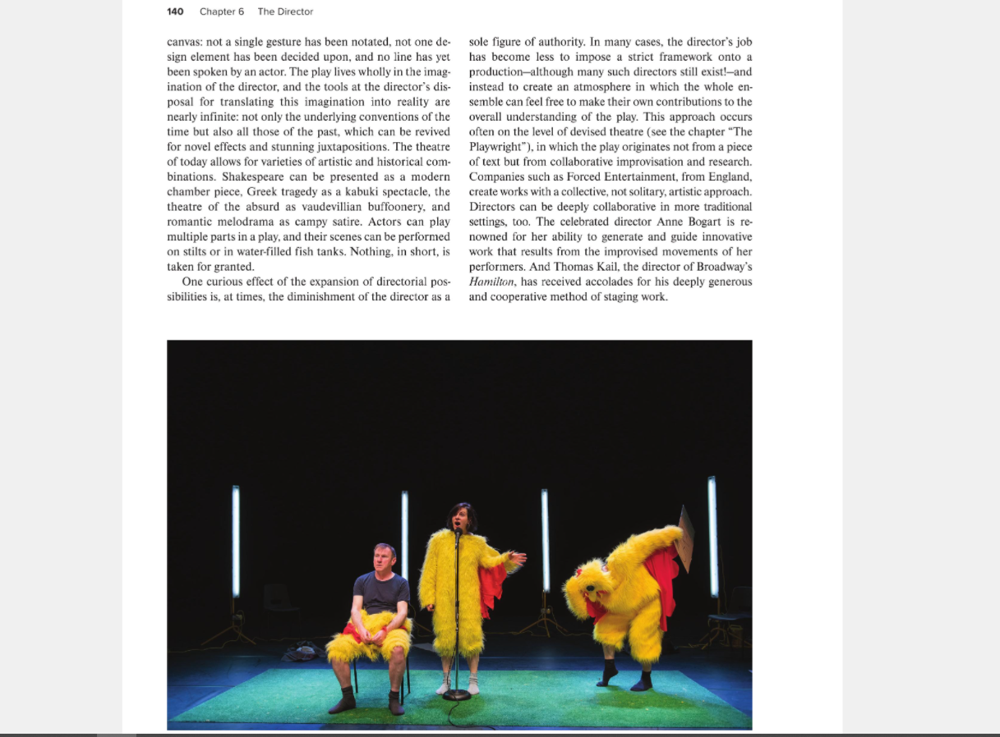 140 Chapter 6 The Director
canvas: not a single gesture has been notated, not one de-
sign element has been decided upon, and no line has yet
been spoken by an actor. The play lives wholly in the imag-
ination of the director, and the tools at the director's dis-
posal for translating this imagination into reality are
nearly infinite: not only the underlying conventions of the
time but also all those of the past, which can be revived
for novel effects and stunning juxtapositions. The theatre
of today allows for varieties of artistic and historical com-
binations. Shakespeare can be presented as a modern
chamber piece, Greek tragedy as a kabuki spectacle, the
theatre of the absurd as vaudevillian buffoonery, and
romantic melodrama as campy satire. Actors can play
multiple parts in a play, and their scenes can be performed
on stilts or in water-filled fish tanks. Nothing, in short, is
taken for granted.
One curious effect of the expansion of directorial pos-
sibilities is, at times, the diminishment of the director as a
sole figure of authority. In many cases, the director's job
has become less to impose a strict framework onto a
production—although many such directors still exist!—and
instead to create an atmosphere in which the whole en-
semble can feel free to make their own contributions to the
overall understanding of the play. This approach occurs
often on the level of devised theatre (see the chapter “The
Playwright”), in which the play originates not from a piece
of text but from collaborative improvisation and research.
Companies such as Forced Entertainment, from England,
create works with a collective, not solitary, artistic approach.
Directors can be deeply collaborative in more traditional
settings, too. The celebrated director Anne Bogart is re-
nowned for her ability to generate and guide innovative
work that results from the improvised movements of her
performers. And Thomas Kail, the director of Broadway's
Hamilton, has received accolades for his deeply generous
and cooperative method of staging work.